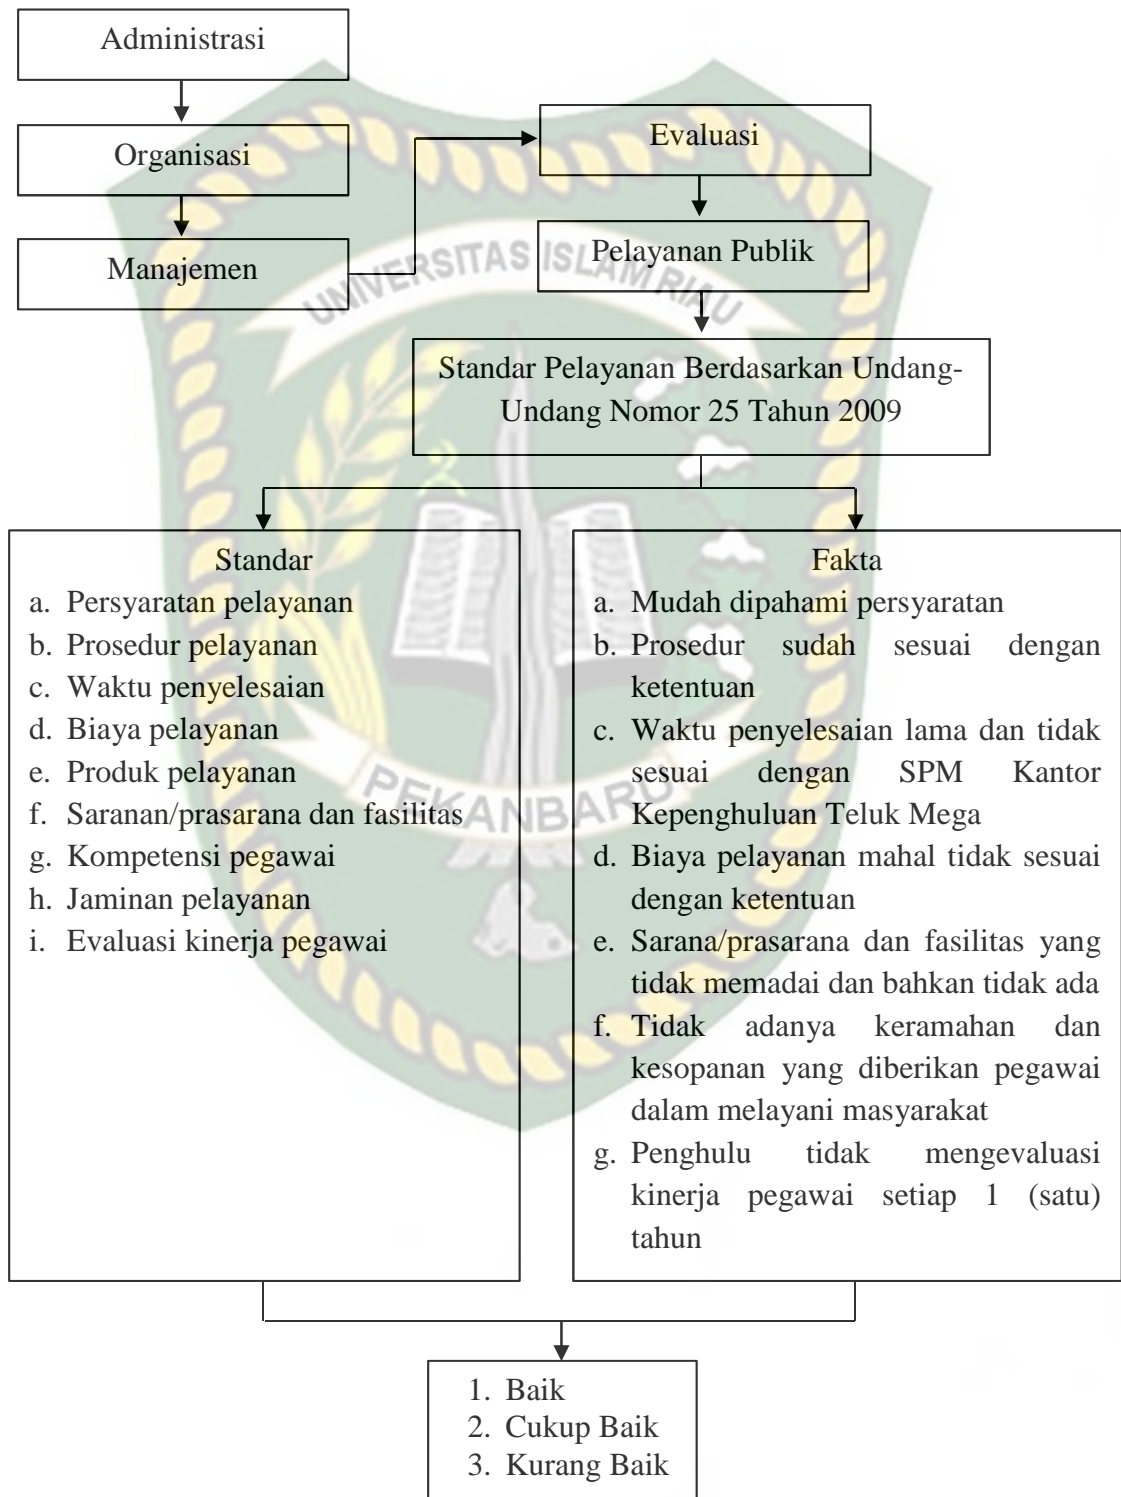 Administrasi
Organisasi
Manajemen
Evaluasi
Pelayanan Publik
Standar Pelayanan Berdasarkan Undang-
Undang Nomor 25 Tahun 2009
Standar
a. Persyaratan pelayanan
b. Prosedur pelayanan
c. Waktu penyelesaian
d. Biaya pelayanan
e. Produk pelayanan
f. Saranan/prasarana dan fasilitas
g. Kompetensi pegawai
h. Jaminan pelayanan
i. Evaluasi kinerja pegawai
Fakta
a. Mudah dipahami persyaratan
b. Prosedur sudah sesuai dengan
ketentuan
c. Waktu penyelesaian lama dan tidak
sesuai dengan SPM Kantor
Kepenghuluan Teluk Mega
d. Biaya pelayanan mahal tidak sesuai
dengan ketentuan
e. Sarana/prasarana dan fasilitas yang
tidak memadai dan bahkan tidak ada
f. Tidak adanya keramahan dan
kesopanan yang diberikan pegawai
dalam melayani masyarakat
g. Penghulu tidak mengevaluasi
kinerja pegawai setiap 1 (satu)
tahun
1. Baik
2. Cukup Baik
3. Kurang Baik
UNIVERSITAS ISLAM RIAU
PEKANBARU